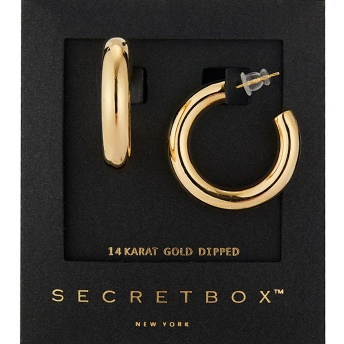 14 KARAT GOLD DIPPED
SECRETBOX™
NEW YORK